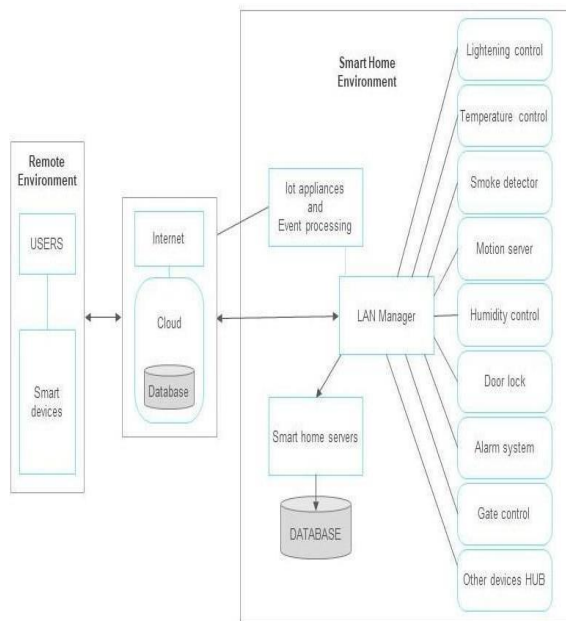 Remote
Environment
USERS
Smart
devices
Internet
Cloud
Database
Smart Home
Environment
Iot appliances
and
Event processing
LAN Manager
Smart home servers
DATABASE
Lightening control
Temperature control
Smoke detector
Motion server
Humidity control
Door lock
Alarm system
Gate control
Other devices HUB